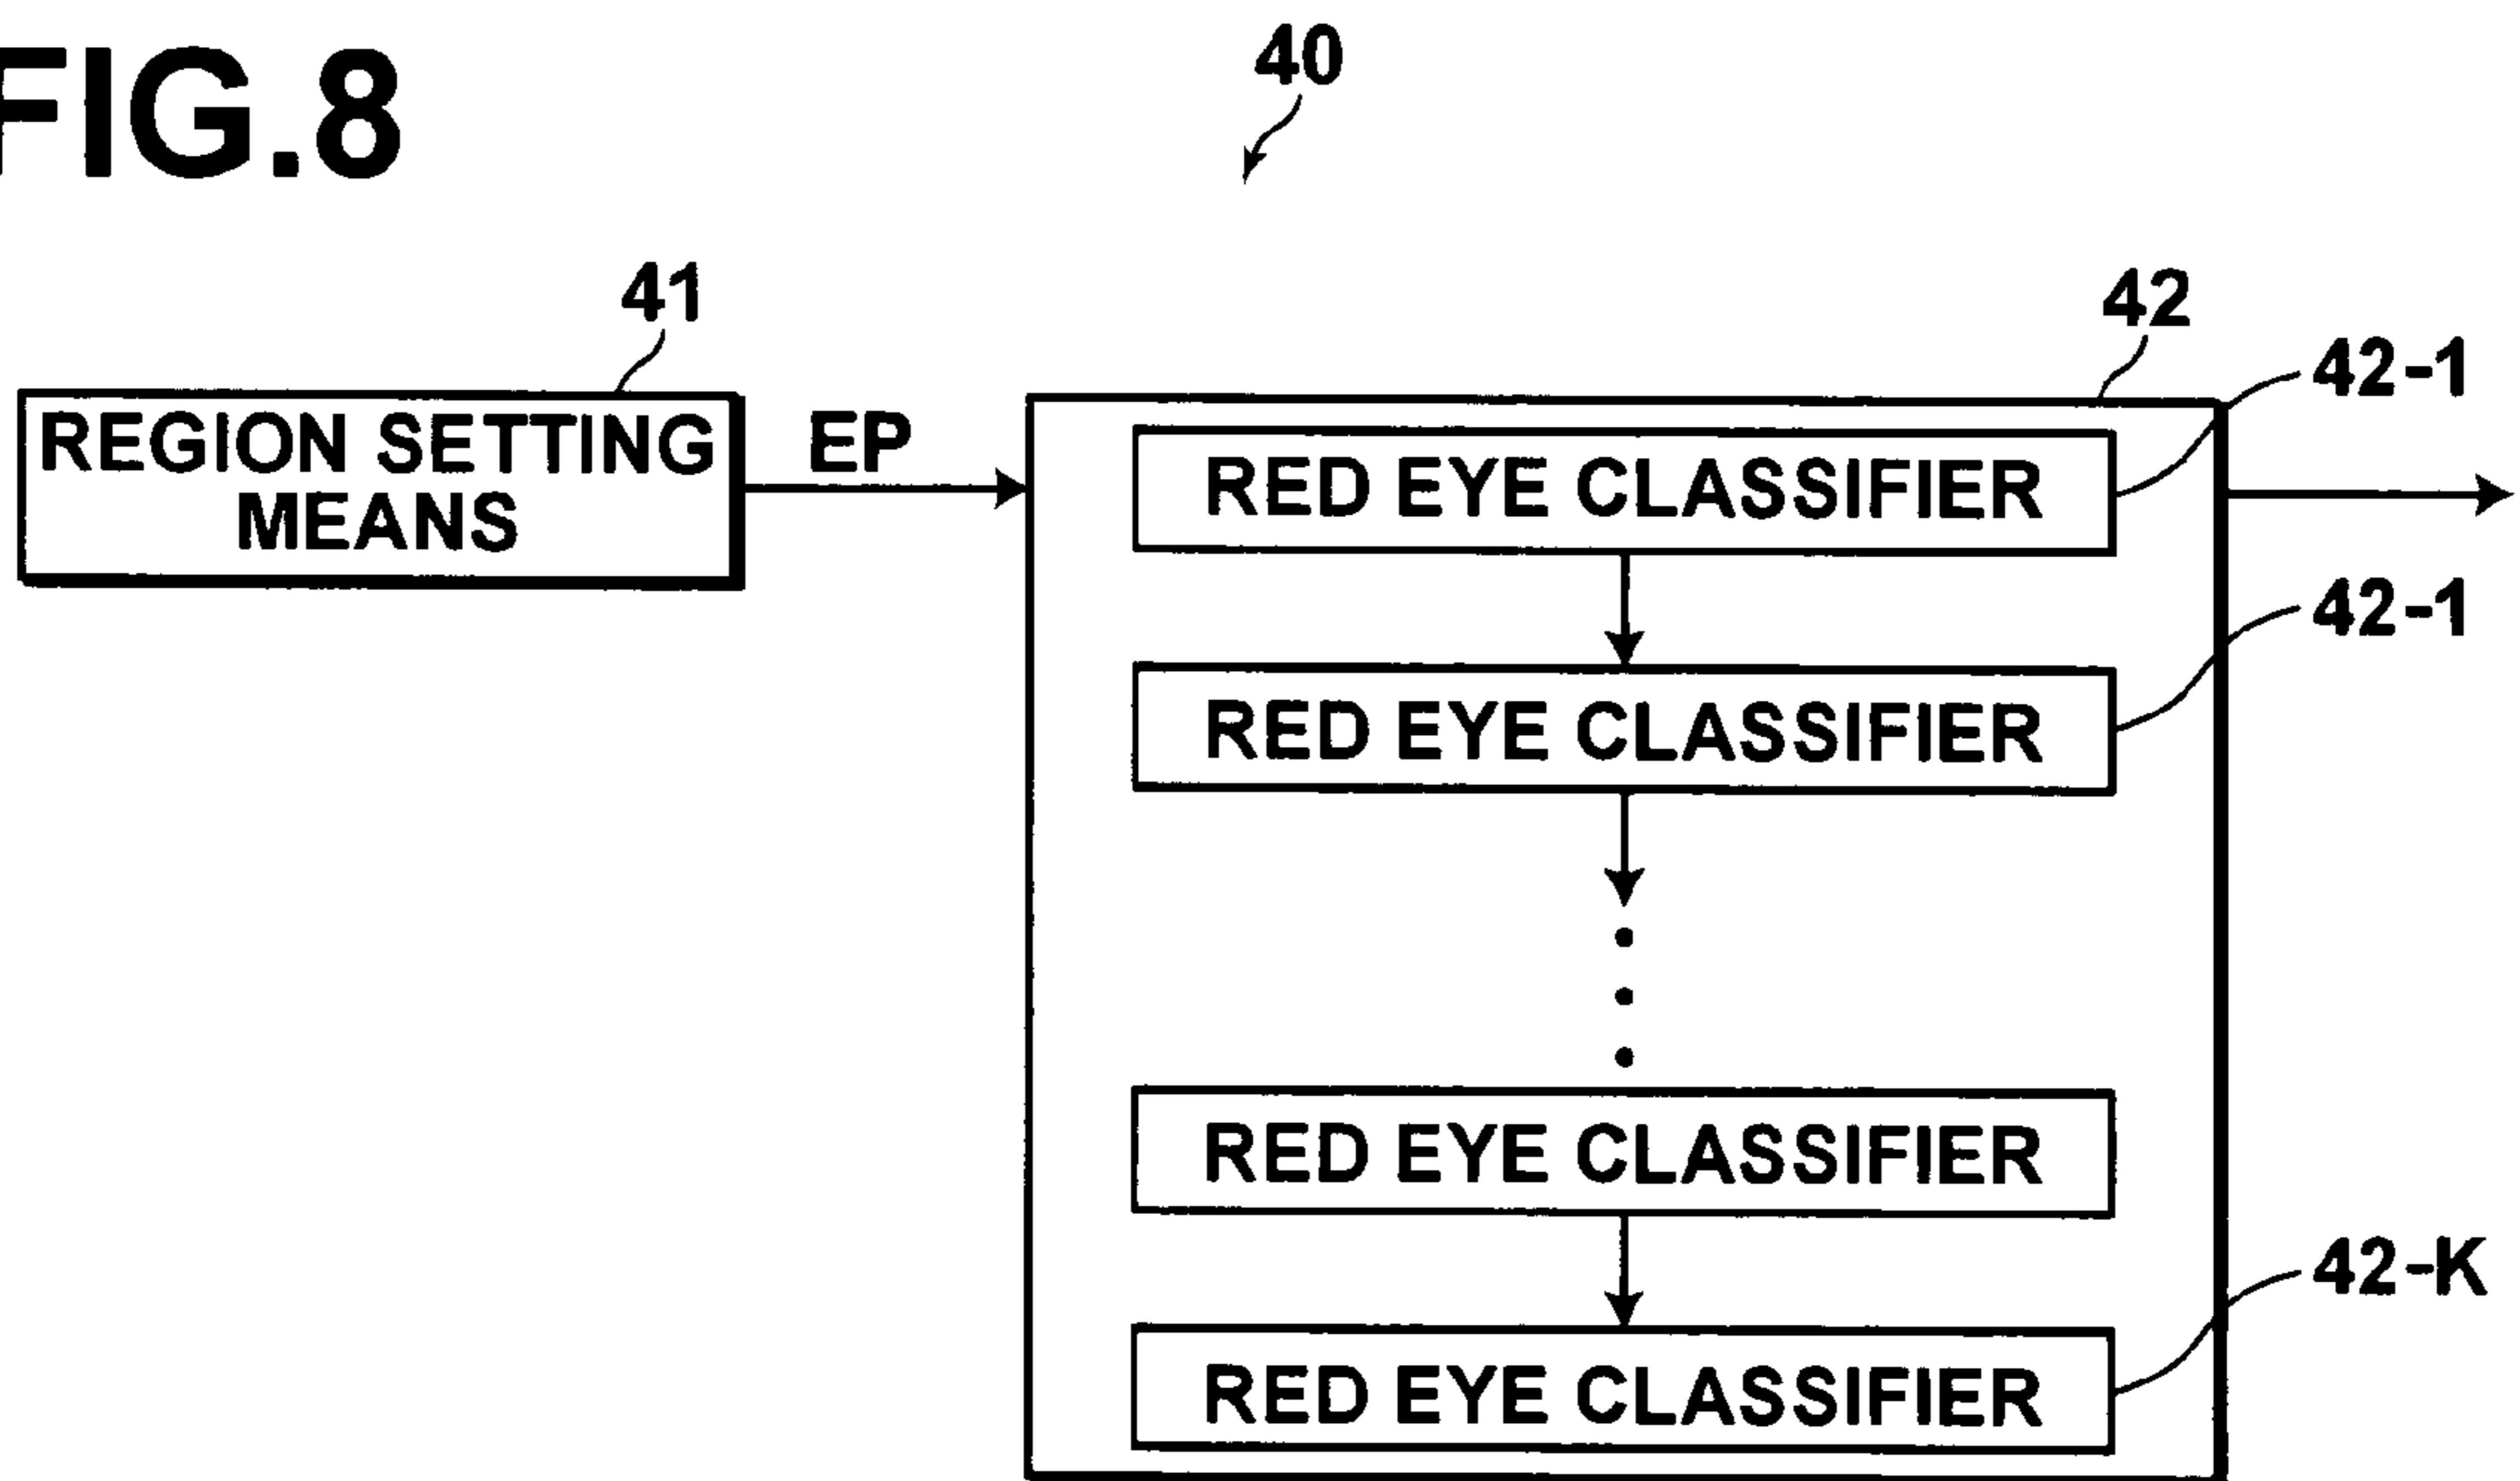 FIG.8
40
41
42
42-1
REGION SETTING
MEANS
EP
RED EYE CLASSIFIER
42-1
RED EYE CLASSIFIER
RED EYE CLASSIFIER
42-K
RED EYE CLASSIFIER